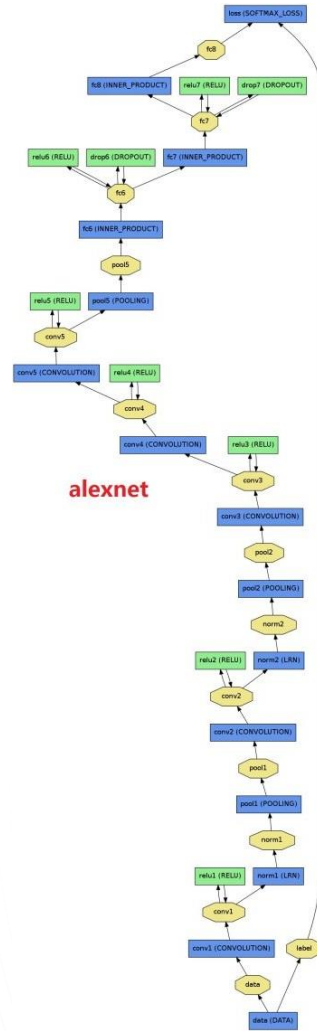 loss (SOFTMAX_LOSS)
fc8
fc8 (INNER_PRODUCT)
relu7 (RELU)
drop7 (DROPOUT)
fc7
relu6 (RELU)
drop6 (DROPOUT)
fc7 (INNER_PRODUCT)
fc6
fc6 (INNER_PRODUCT)
pool5
relu5 (RELU)
pool5 (POOLING)
conv5
conv5 (CONVOLUTION)
relu4 (RELU)
conv4
conv4 (CONVOLUTION)
relu3 (RELU)
conv3
alexnet
conv3 (CONVOLUTION)
pool2
pool2 (POOLING)
norm2
relu2 (RELU)
norm2 (LRN)
conv2
conv2 (CONVOLUTION)
pool1
pool1 (POOLING)
norm1
relu1 (RELU)
norm1 (LRN)
conv1
conv1 (CONVOLUTION)
label
data
data (DATA)